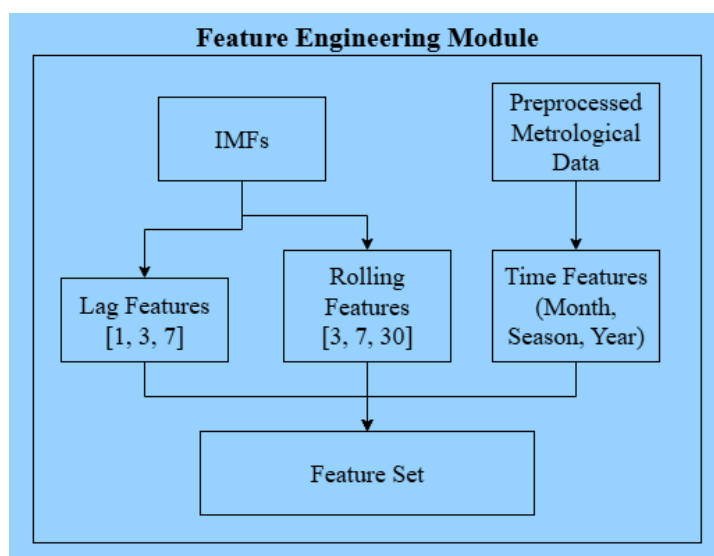 Feature Engineering Module
IMFs
Preprocessed
Metrological
Data
Lag Features
[1, 3, 7]
Rolling
Features
[3, 7, 30]
Time Features
(Month,
Season, Year)
Feature Set